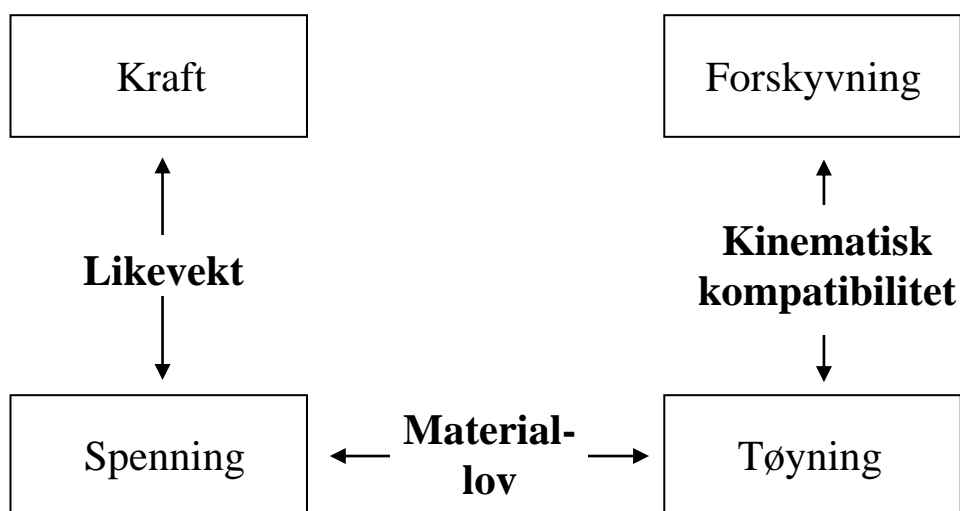 Kraft
Forskyvning
Likevekt
Kinematisk
kompatibilitet
Spenning
Material-
lov
Tøyning